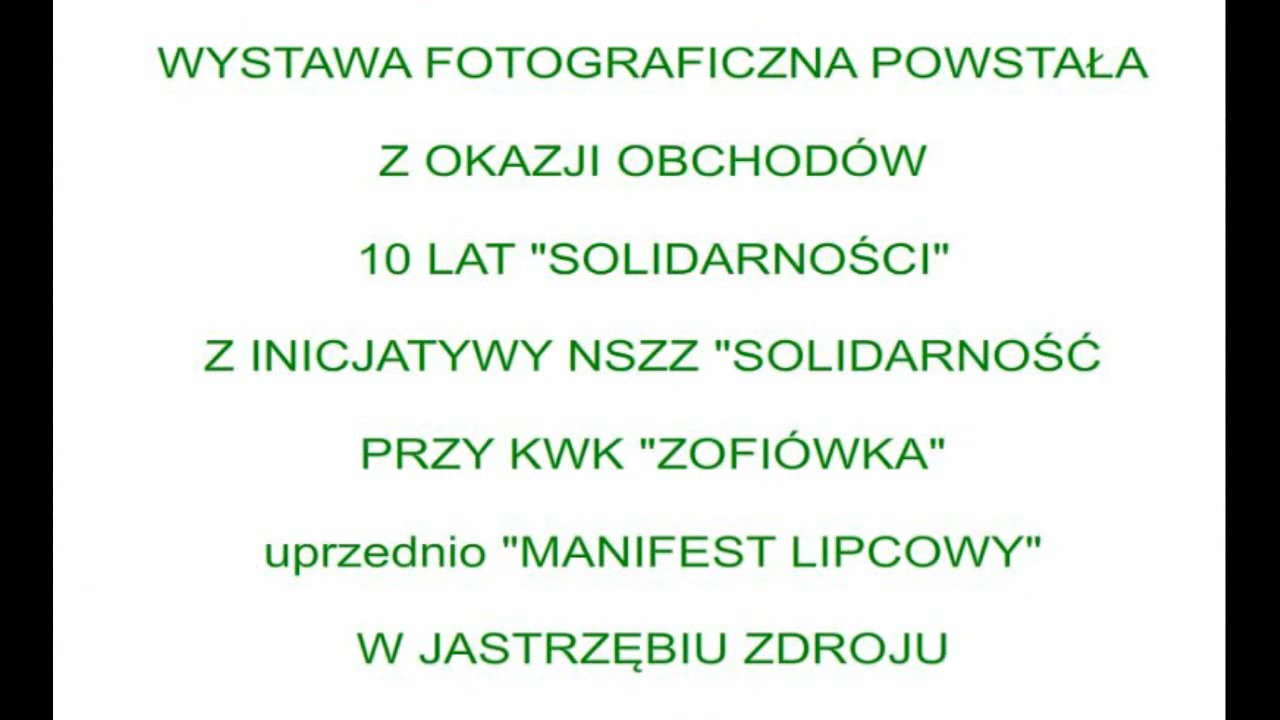 WYSTAWA FOTOGRAFICZNA POWSTAŁA
Z OKAZJI OBCHODÓW
10 LAT "SOLIDARNOŚCI"
Z INICJATYWY NSZZ "SOLIDARNOŚĆ
PRZY KWK "ZOFIÓWKA"
uprzednio "MANIFEST LIPCOWY"
W JASTRZĘBIU ZDROJU